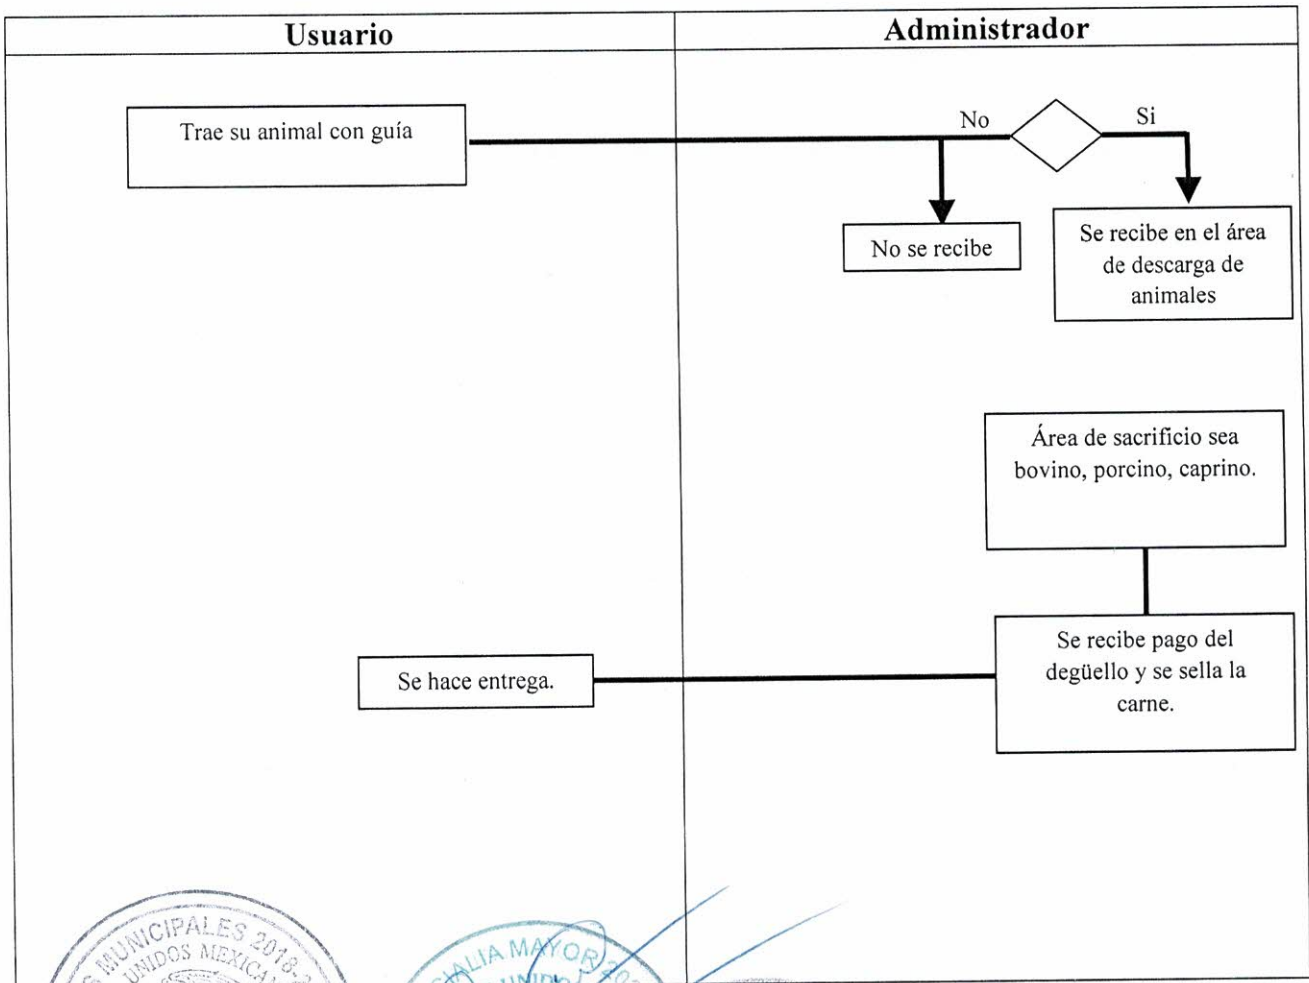 Usuario
Administrador
Trae su animal con guía
No
Si
No se recibe
Se recibe en el área
de descarga de
animales
Área de sacrificio sea
bovino, porcino, caprino.
Se recibe pago del
degüello y se sella la
carne.
Se hace entrega.
MUNICIPALES 2018-
UNIDOS MEXICA
MAYOR